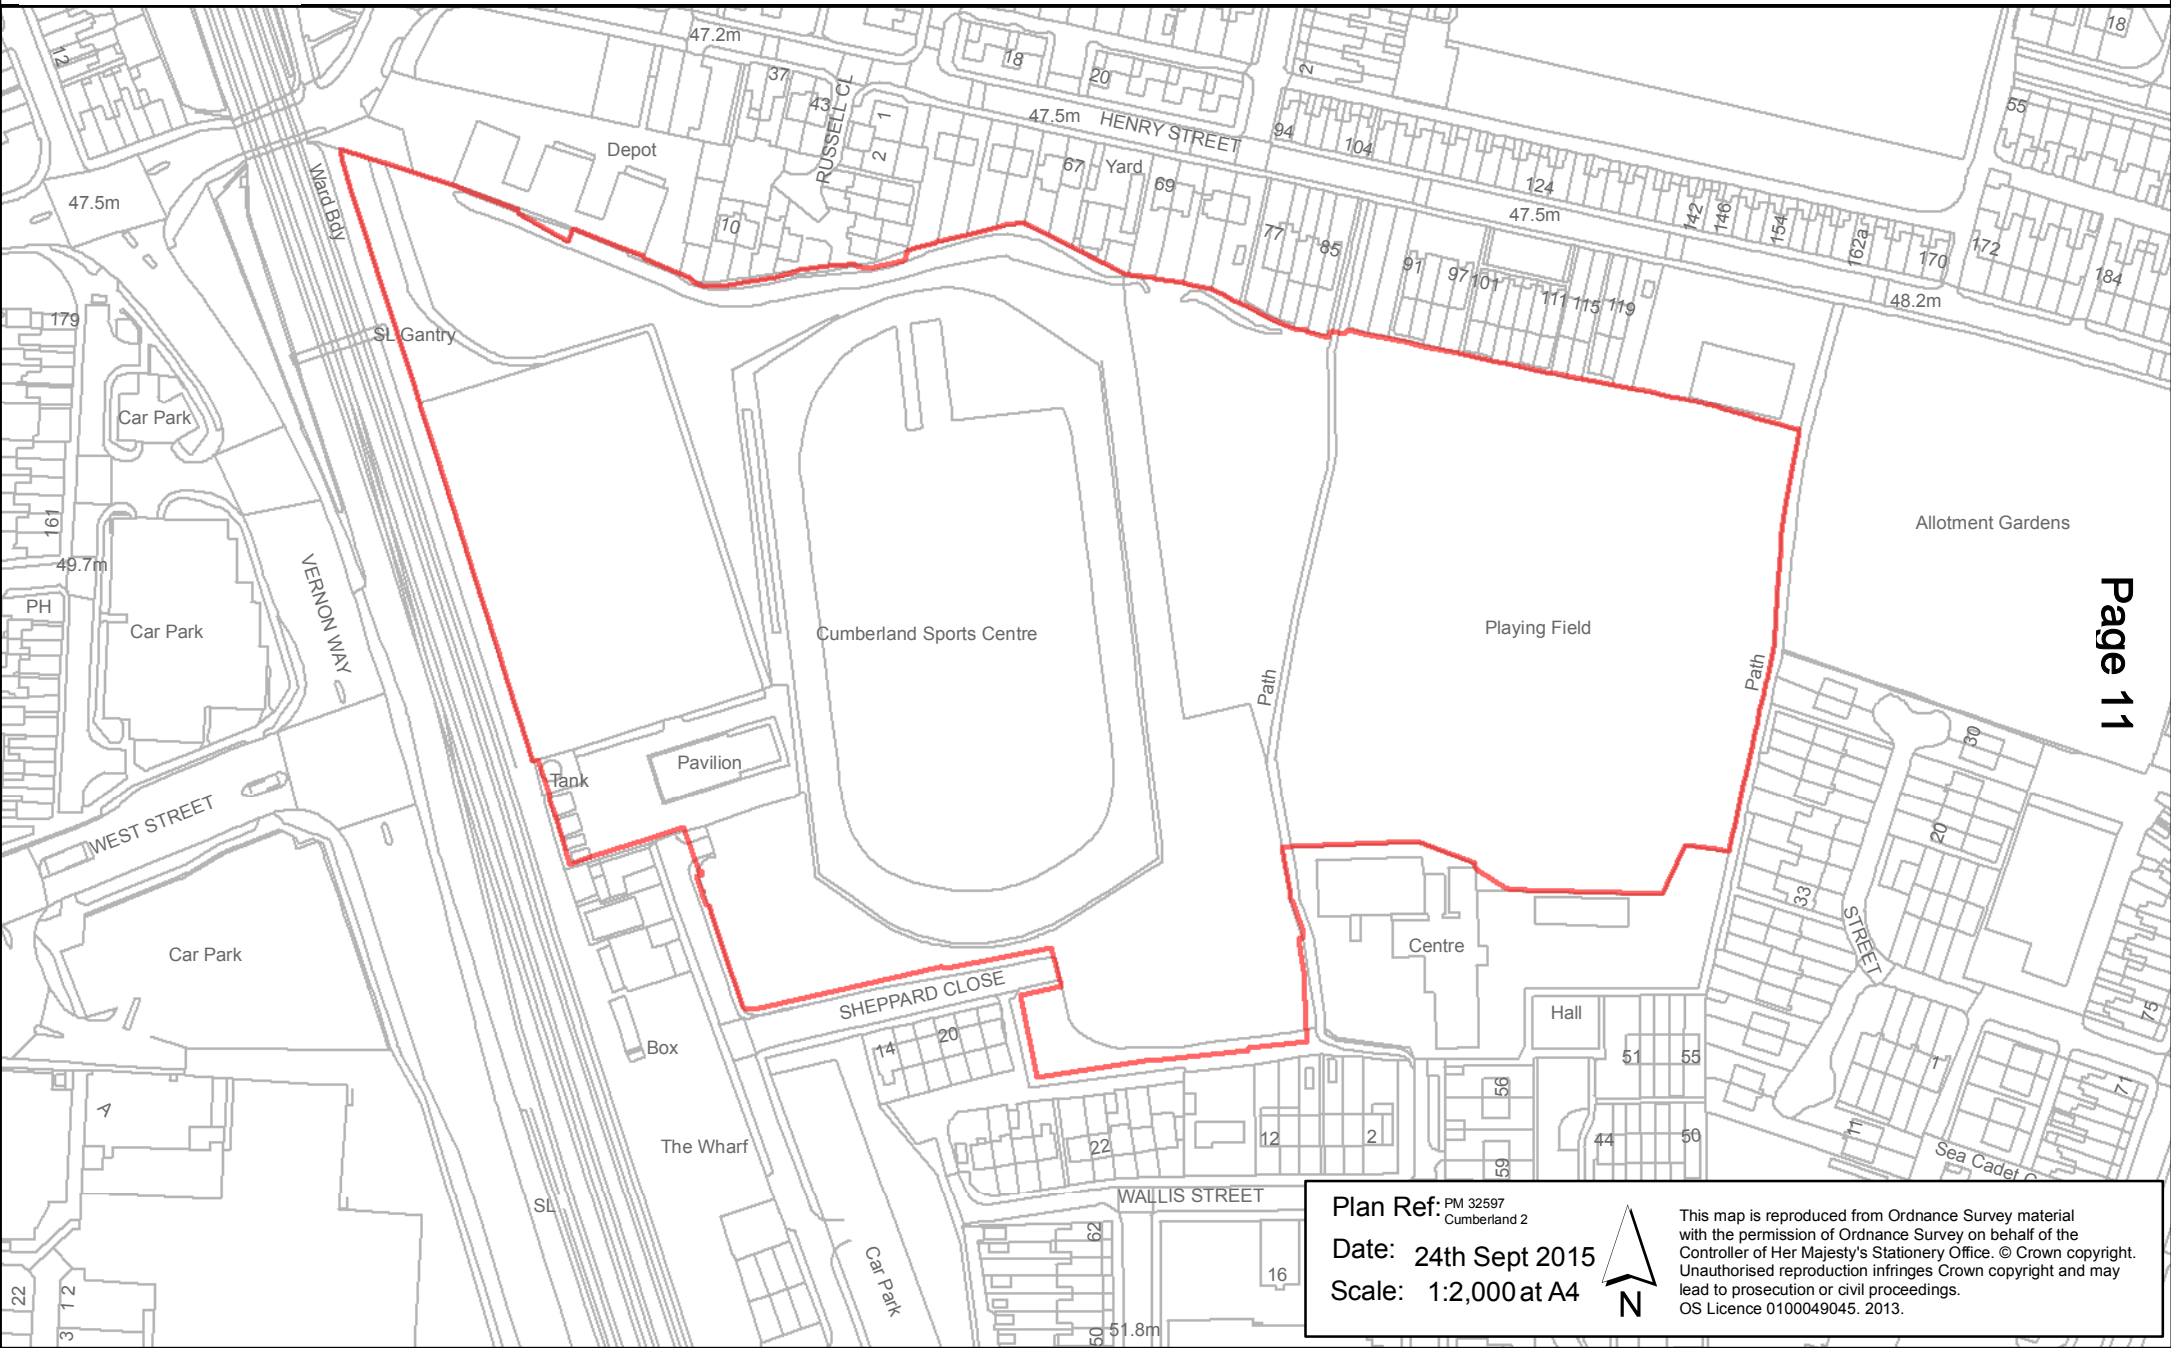 12
47.2m
18
20
2
18
37
43
RUSSELL CL
1
2
47.5m
HENRY STREET
94
104
55
Depot
67
Yard
69
124
Ward Bdy
47.5m
10
77
85
47.5m
142
146
154
162a
170
172
184
91
97
101
111
115
119
48.2m
179
SL Gantry
Car Park
161
Allotment Gardens
49.7m
VERNON WAY
PH
Car Park
Cumberland Sports Centre
Playing Field
Path
Path
Page 11
Tank
Pavilion
30
WEST STREET
20
33
Car Park
Centre
STREET
SHEPPARD CLOSE
14
20
Box
Hall
51
55
75
1
71
A
56
The Wharf
22
12
2
44
50
11
59
Sea Cadet C
SL
WALLIS STREET
62
Car Park
16
22
1 2
3
50
51.8m
Plan Ref: PM 32597
Cumberland 2
Date: 24th Sept 2015
Scale: 1:2,000 at A4
N
This map is reproduced from Ordnance Survey material
with the permission of Ordnance Survey on behalf of the
Controller of Her Majesty's Stationery Office. © Crown copyright.
Unauthorised reproduction infringes Crown copyright and may
lead to prosecution or civil proceedings.
OS Licence 0100049045. 2013.